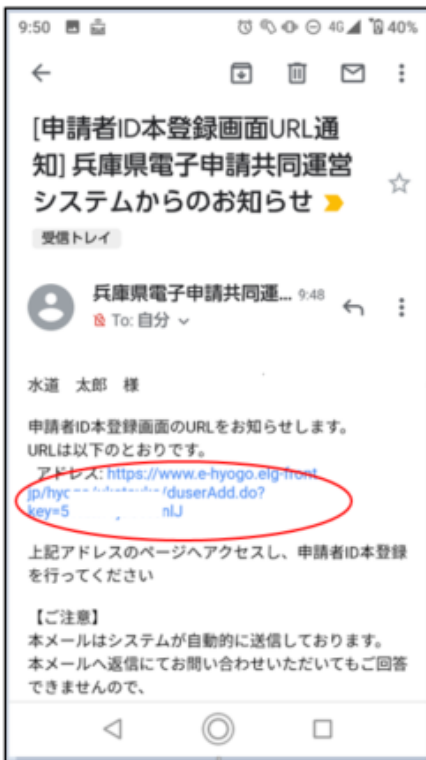 9:50 4G 40%
[申請者ID本登録画面URL通
知] 兵庫県電子申請共同運営
システムからのお知らせ
受信トレイ
兵庫県電子申請共同運... 9:48
To: 自分
水道 太郎 様
申請者ID本登録画面のURLをお知らせします。
URLは以下のとおりです。
アドレス: https://www.e-hyogo.elg-front.
jp/hyo duserAdd.do?
key=5 nlJ
上記アドレスのページへアクセスし、申請者ID本登録
を行ってください
【ご注意】
本メールはシステムが自動的に送信しております。
本メールへ返信にてお問い合わせいただいてもご回答
できませんので、